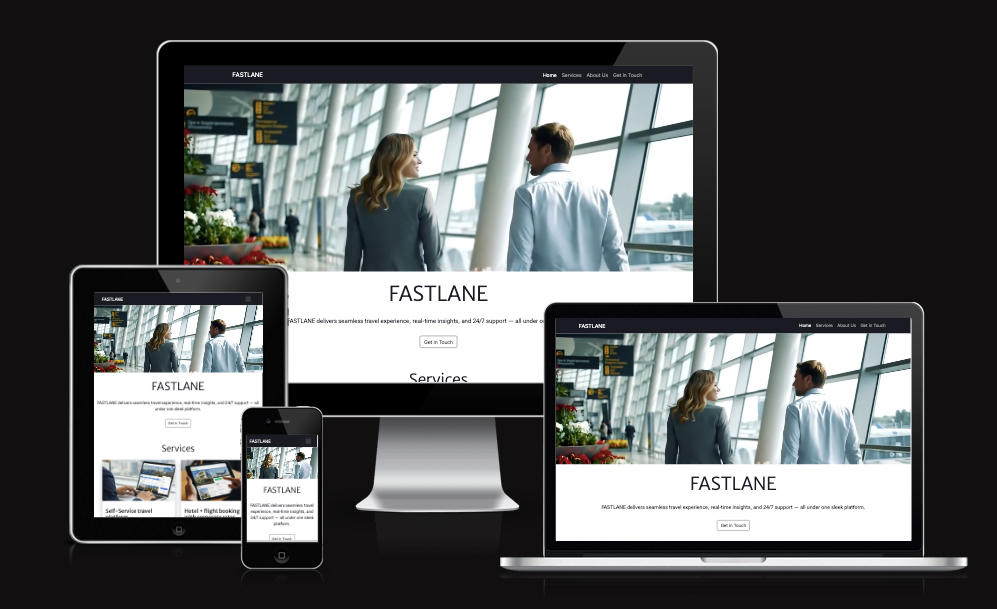 FASTLANE
Home Services About Us Get In Touch
FASTLANE
FASTLANE delivers seamless travel experience, real-time insights, and 24/7 support — all under o
Get In Touch
Services
FASTLANE
FASTLANE
FASTLANE delivers seamless travel experience, real-time insights, and 24/7 support — all
under one sleek platform.
Get In Touch
Services
Self-Service travel
Hotel + flight booking
FASTLANE
FASTLANE
FASTLANE delivers seamless travel
experience, real-time insights, and
24/7 support — all under one sleek
platform.
Get In Touch
FASTLANE
Home Services About Us Get In Touch
FASTLANE
FASTLANE delivers seamless travel experience, real-time insights, and 24/7 support — all under one sleek platform.
Get In Touch